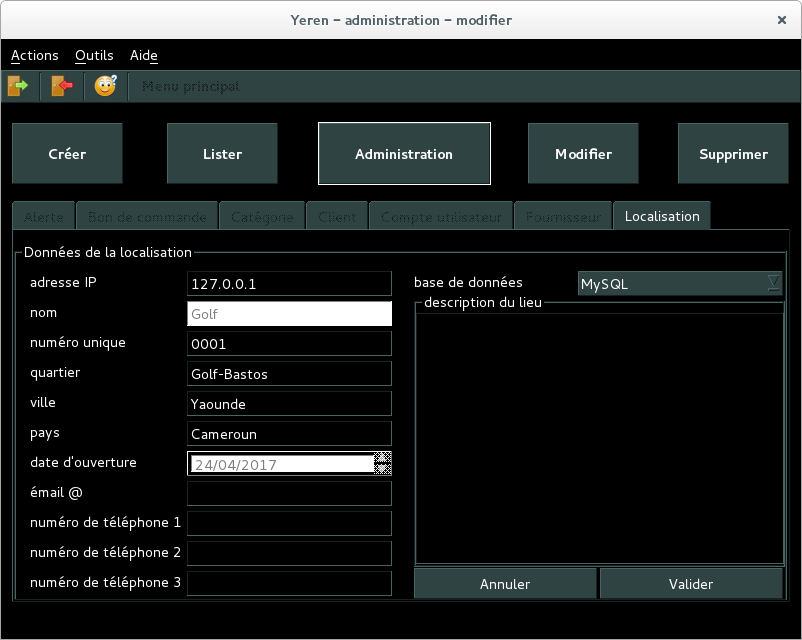 Yeren – administration – modifier
Actions Outils Aide
Menu principal
Créer Lister Administration Modifier Supprimer
Alerte Bon de commande Catégorie Client Compte utilisateur Fournisseur Localisation
Données de la localisation
adresse IP 127.0.0.1 base de données MySQL
nom Golf description du lieu
numéro unique 0001
quartier Golf-Bastos
ville Yaounde
pays Cameroun
date d'ouverture 24/04/2017
émail @
numéro de téléphone 1
numéro de téléphone 2
numéro de téléphone 3
Annuler Valider